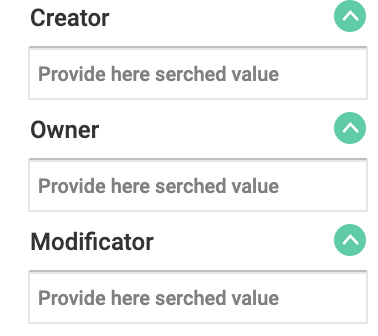 Creator
Provide here serched value
Owner
Provide here serched value
Modificator
Provide here serched value